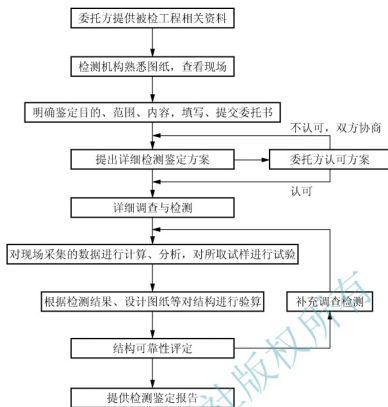 委托方提供被检工程相关资料
检测机构熟悉图纸，查看现场
明确鉴定目的、范围、内容，填写、提交委托书
不认可，双方协商
提出详细检测鉴定方案
委托方认可方案
认可
详细调查与检测
对现场采集的数据进行计算、分析，对所取试样进行试验
根据检测结果、设计图纸等对结构进行验算
补充调查检测
结构可靠性评定
提供检测鉴定报告
社版权所有